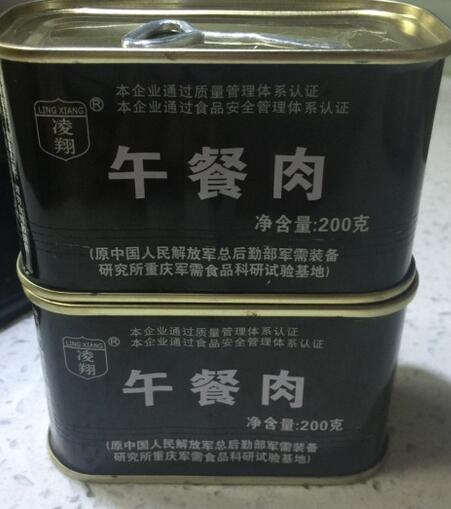 本企业通过质量管理体系认证
本企业通过食品安全管理体系认证
LING XIANG
®
凌翔
午餐肉
净含量:200克
(原中国人民解放军总后勤部军需装备
研究所重庆军需食品科研试验基地)
本企业通过质量管理体系认证
本企业通过食品安全管理体系认证
LING XIANG
®
凌翔
午餐肉
净含量:200克
(原中国人民解放军总后勤部军需装备
研究所重庆军需食品科研试验基地)